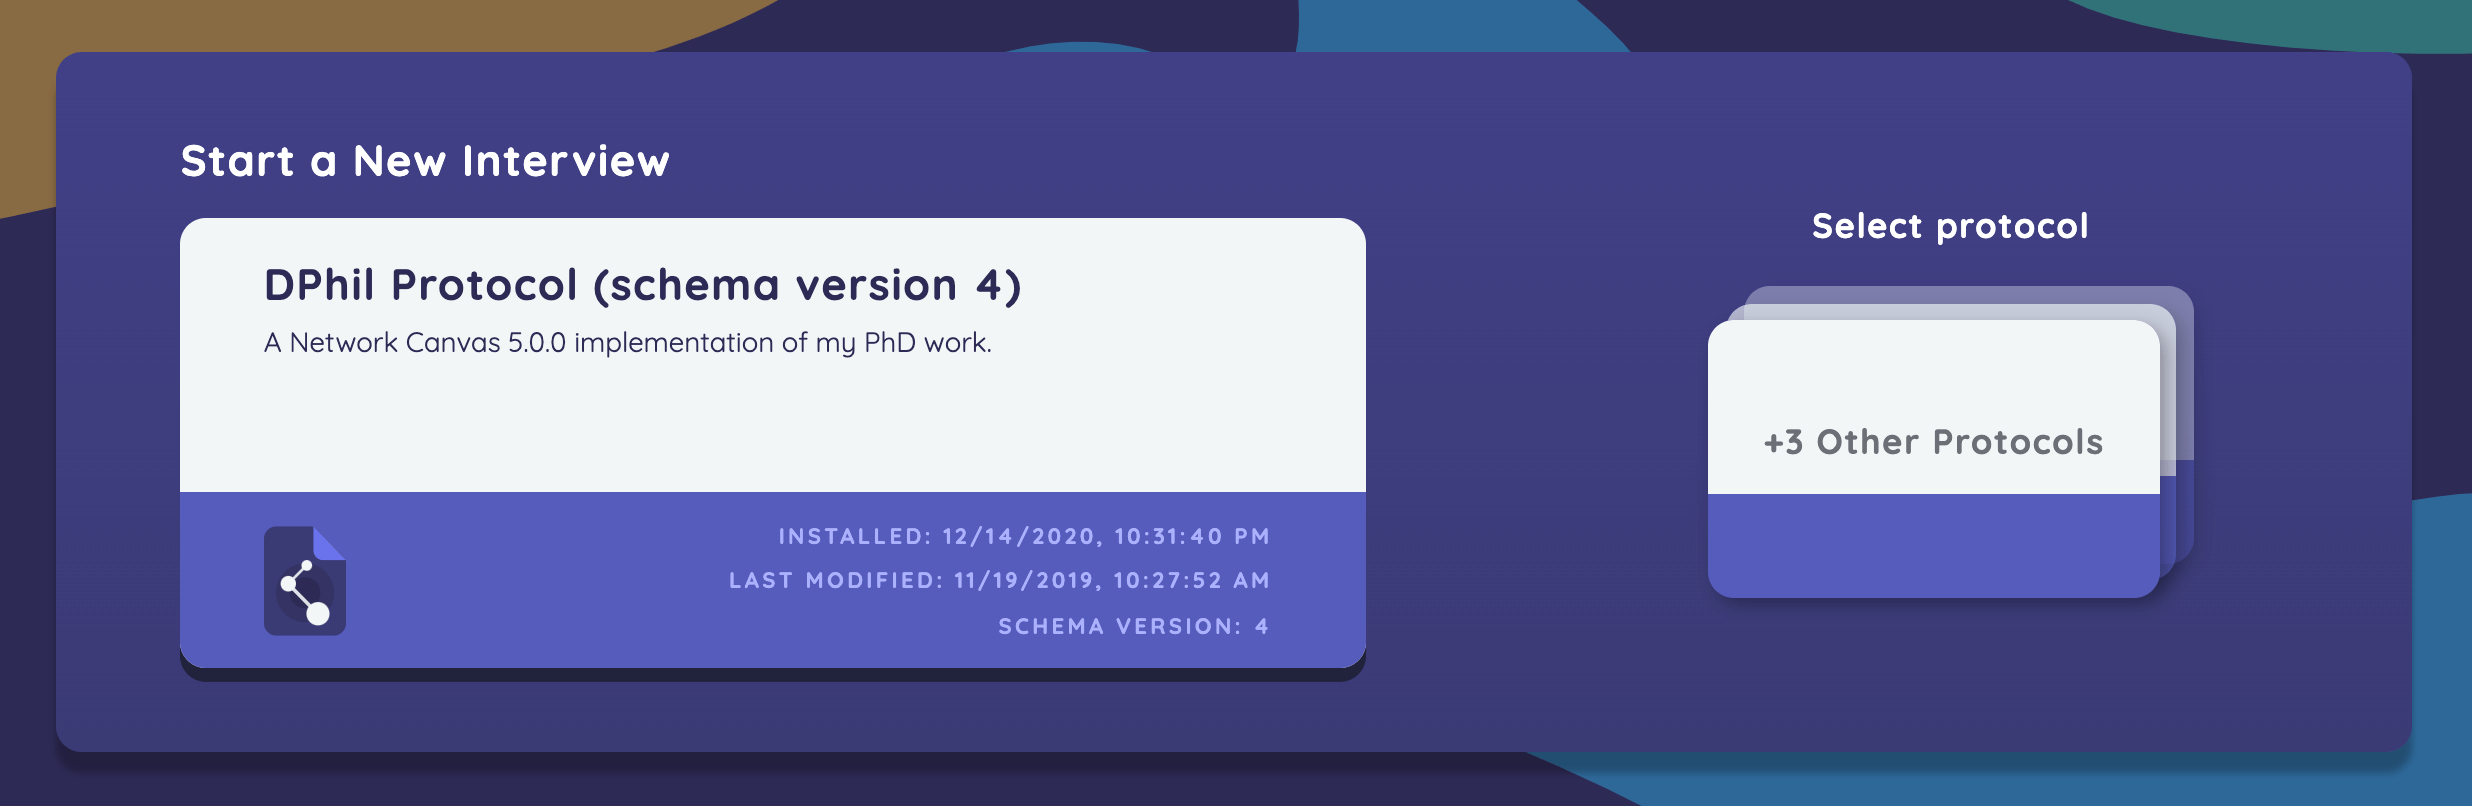 Start a New Interview
DPhil Protocol (schema version 4)
A Network Canvas 5.0.0 implementation of my PhD work.
INSTALLED: 12/14/2020, 10:31:40 PM
LAST MODIFIED: 11/19/2019, 10:27:52 AM
SCHEMA VERSION: 4
Select protocol
+3 Other Protocols